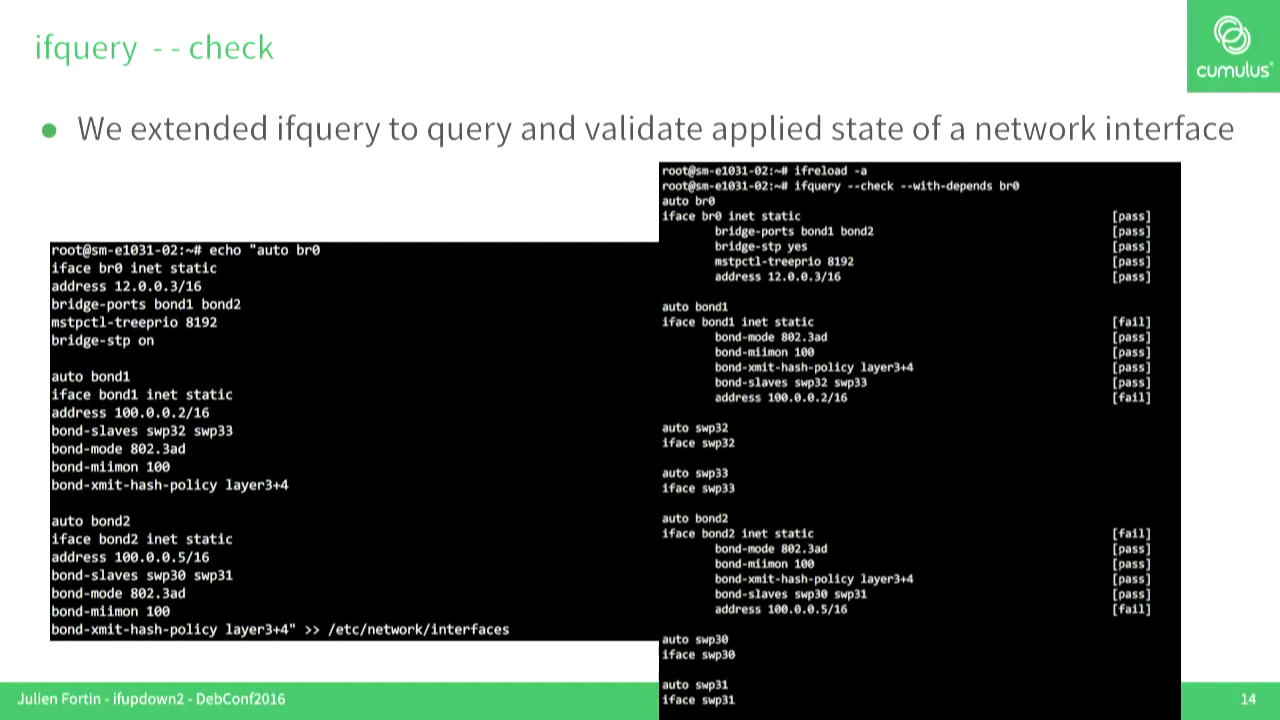 ifquery - - check
cumulus®
We extended ifquery to query and validate applied state of a network interface
root@sm-e1031-02:~# echo "auto br0
iface br0 inet static
address 12.0.0.3/16
bridge-ports bond1 bond2
mstpctl-treeprio 8192
bridge-stp on
auto bond1
iface bond1 inet static
address 100.0.0.2/16
bond-slaves swp32 swp33
bond-mode 802.3ad
bond-miimon 100
bond-xmit-hash-policy layer3+4
auto bond2
iface bond2 inet static
address 100.0.0.5/16
bond-slaves swp30 swp31
bond-mode 802.3ad
bond-miimon 100
bond-xmit-hash-policy layer3+4" >> /etc/network/interfaces
root@sm-e1031-02:~# ifreload -a
root@sm-e1031-02:~# ifquery --check --with-depends br0
auto br0
iface br0 inet static [pass]
bridge-ports bond1 bond2 [pass]
bridge-stp yes [pass]
mstpctl-treeprio 8192 [pass]
address 12.0.0.3/16 [pass]
auto bond1
iface bond1 inet static [fail]
bond-mode 802.3ad [pass]
bond-miimon 100 [pass]
bond-xmit-hash-policy layer3+4 [pass]
bond-slaves swp32 swp33 [pass]
address 100.0.0.2/16 [fail]
auto swp32
iface swp32
auto swp33
iface swp33
auto bond2
iface bond2 inet static [fail]
bond-mode 802.3ad [pass]
bond-miimon 100 [pass]
bond-xmit-hash-policy layer3+4 [pass]
bond-slaves swp30 swp31 [pass]
address 100.0.0.5/16 [fail]
auto swp30
iface swp30
auto swp31
iface swp31
Julien Fortin - ifupdown2 - DebConf2016
14